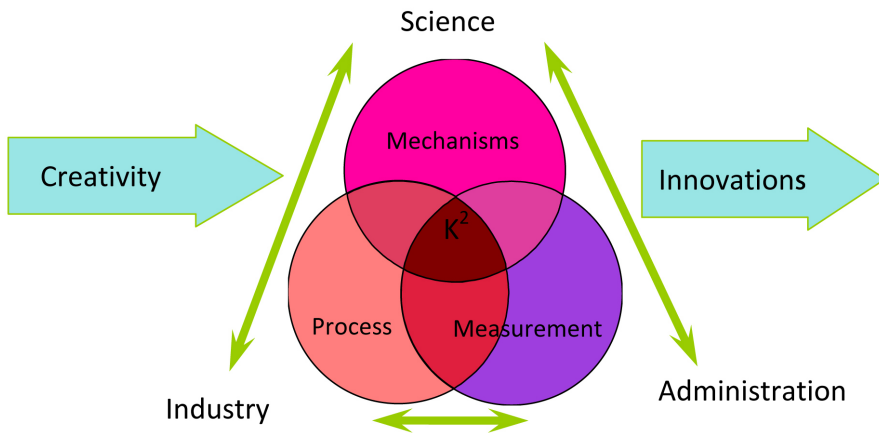 Science
Mechanisms
Creativity
Innovations
K²
Process
Measurement
Administration
Industry